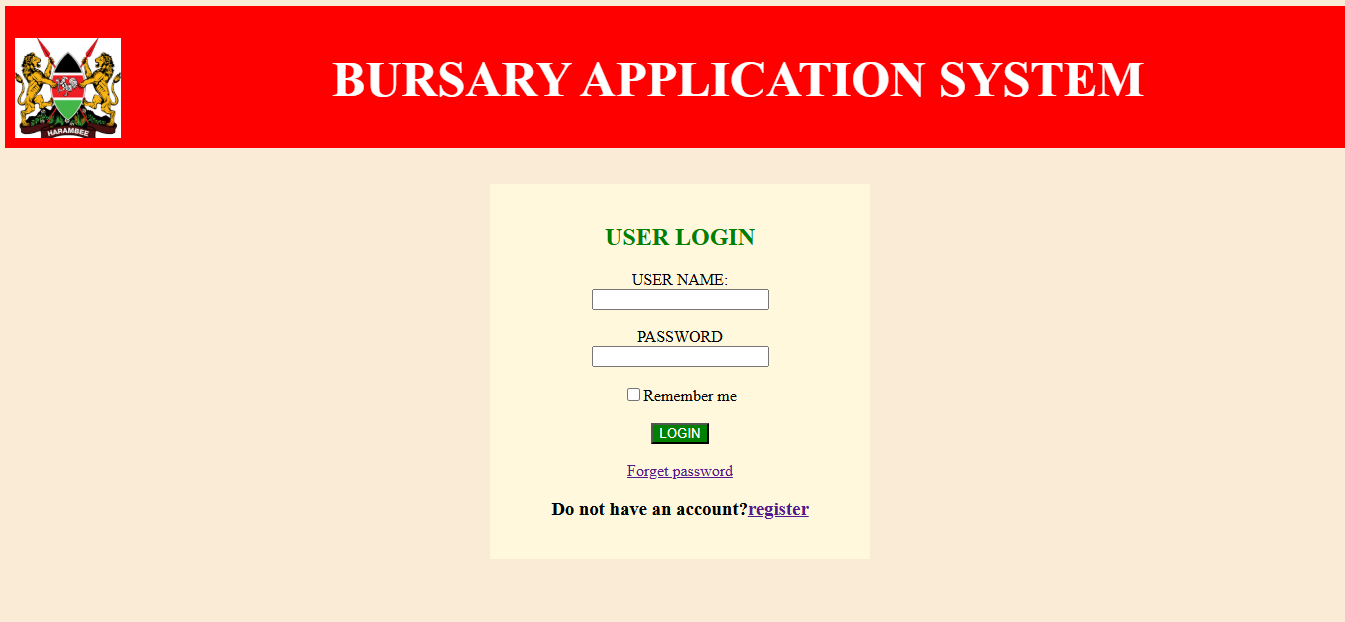 HARAMBEE
BURSARY APPLICATION SYSTEM
USER LOGIN
USER NAME:
PASSWORD
Remember me
LOGIN
Forget password
Do not have an account?register